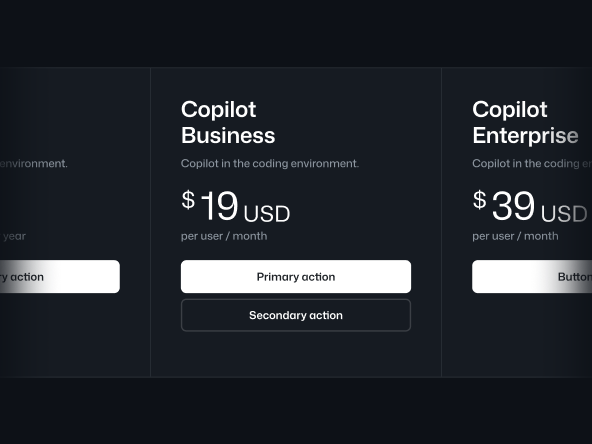 environment.
year
action
Copilot
Business
Copilot in the coding environment.
$19 USD
per user / month
Primary action
Secondary action
Copilot
Enterprise
Copilot in the coding
$39 USD
per user / month
Button